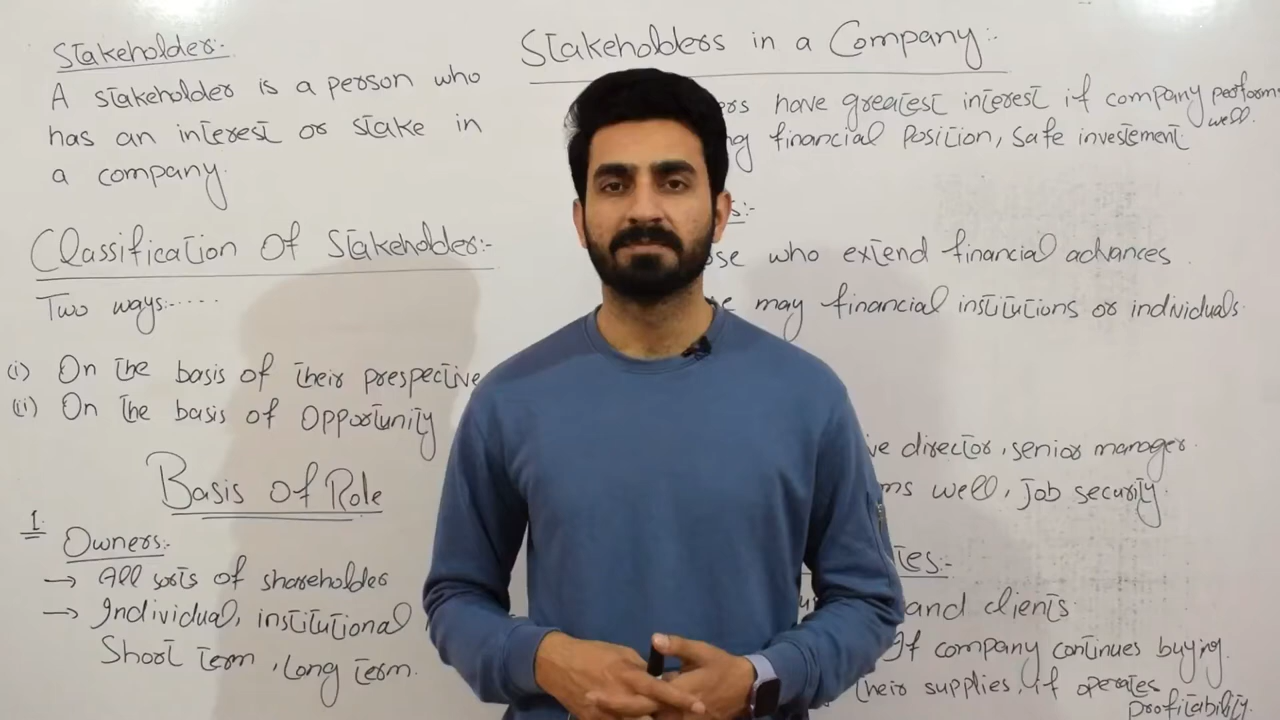 Stakeholder:-
A stakeholder is a person who
has an interest or stake in
a company.
Classification Of Stakeholder:-
Two ways:-....
(i) On the basis of their prespective
(ii) On the basis of Opportunity
Basis of Role
1.
Owners:-
→ All sorts of shareholder
→ Individual, institutional
Short term, Long term.
Stakeholders in a Company:-
have greatest interest if company performs
well.
financial Position, safe investement
who extend financial advances
may financial institutions or individuals.
director, senior manager.
well, Job security.
and clients
If company continues buying.
their supplies, if operates
profitability.